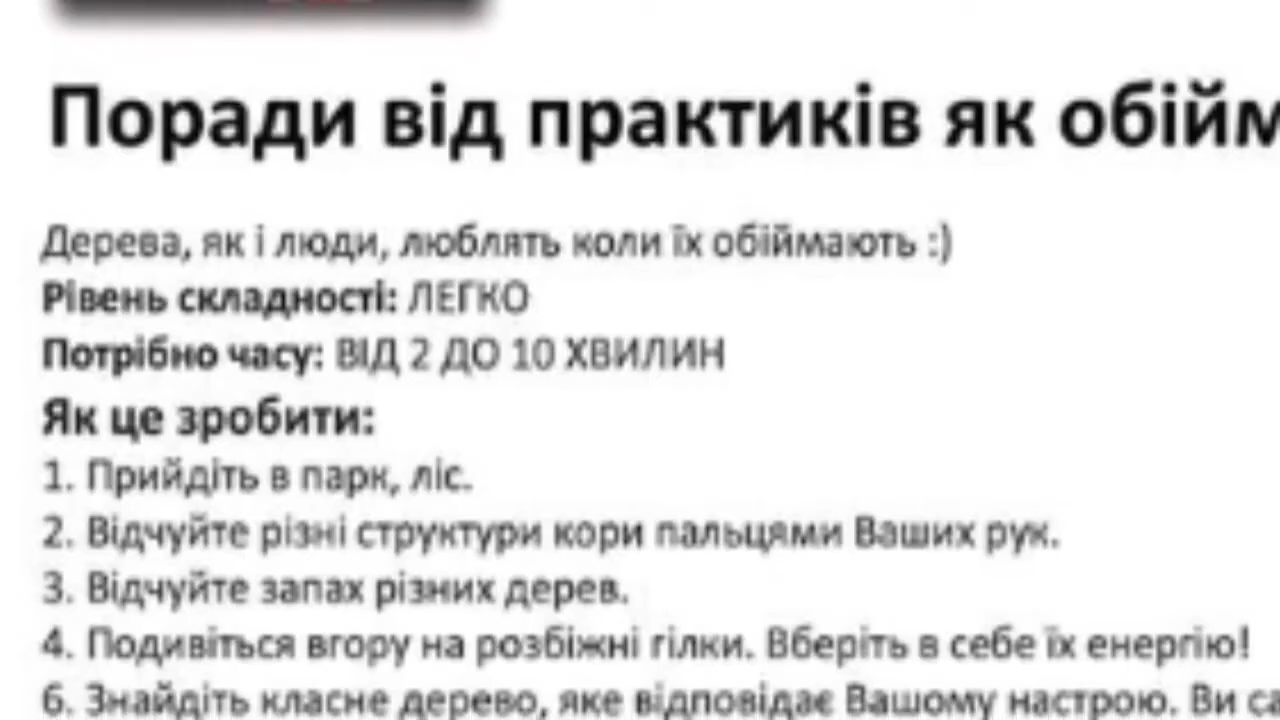 Поради від практиків як обійм
Дерева, як і люди, люблять коли їх обіймають :)
Рівень складності: ЛЕГКО
Потрібно часу: ВІД 2 ДО 10 ХВИЛИН
Як це зробити:
1. Прийдіть в парк, ліс.
2. Відчуйте різні структури кори пальцями Ваших рук.
3. Відчуйте запах різних дерев.
4. Подивіться вгору на розбіжні гілки. Вберіть в себе їх енергію!
6. Знайдіть класне дерево, яке відповідає Вашому настрою. Ви са